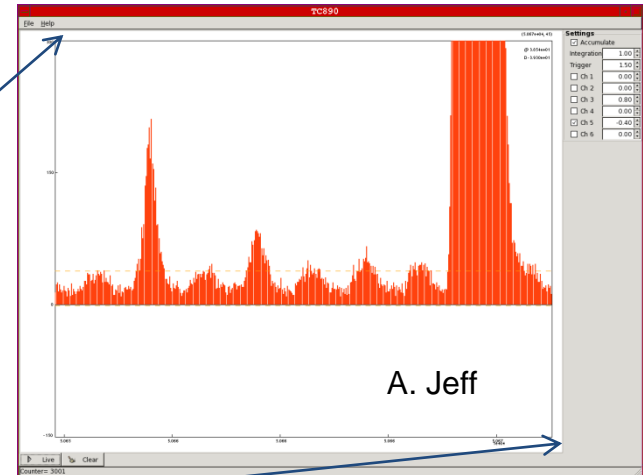 TC890
File Help
Settings
Accumulate
Integration 1.00
Trigger 1.50
Ch 1 0.00
Ch 2 0.00
Ch 3 0.80
Ch 4 0.00
Ch 5 -0.40
Ch 6 0.00
150
0
A. Jeff
-150
Live Clear
Counter= 3001